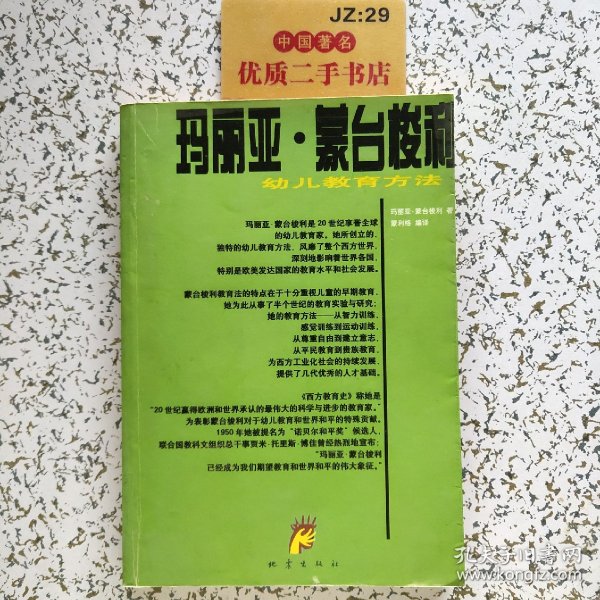 JZ:29
中国著名
优质二手书店
玛丽亚·蒙台梭利
幼儿教育方法
玛丽亚·蒙台梭利 著
蒙利格 编译
玛丽亚·蒙台梭利是20世纪享誉全球
的幼儿教育家。她所创立的,
独特的幼儿教育方法,风靡了整个西方世界,
深刻地影响着世界各国,
特别是欧美发达国家的教育水平和社会发展。
蒙台梭利教育法的特点在于十分重视儿童的早期教育,
她为此从事了半个世纪的教育实验与研究;
她的教育方法——从智力训练,
感觉训练到运动训练,
从尊重自由到建立意志,
从平民教育到贵族教育,
为西方工业化社会的持续发展,
提供了几代优秀的人才基础。
《西方教育史》称她是
“20世纪赢得欧洲和世界承认的最伟大的科学与进步的教育家。”
为表彰蒙台梭利对于幼儿教育和世界和平的特殊贡献,
1950年她被提名为“诺贝尔和平奖”候选人,
联合国教科文组织总干事贾米·托里斯·博佳曾经热烈地宣布:
“玛丽亚·蒙台梭利
已经成为我们期望教育和世界和平的伟大象征。”
地震出版社
孔夫子旧书网
www.kongfz.com